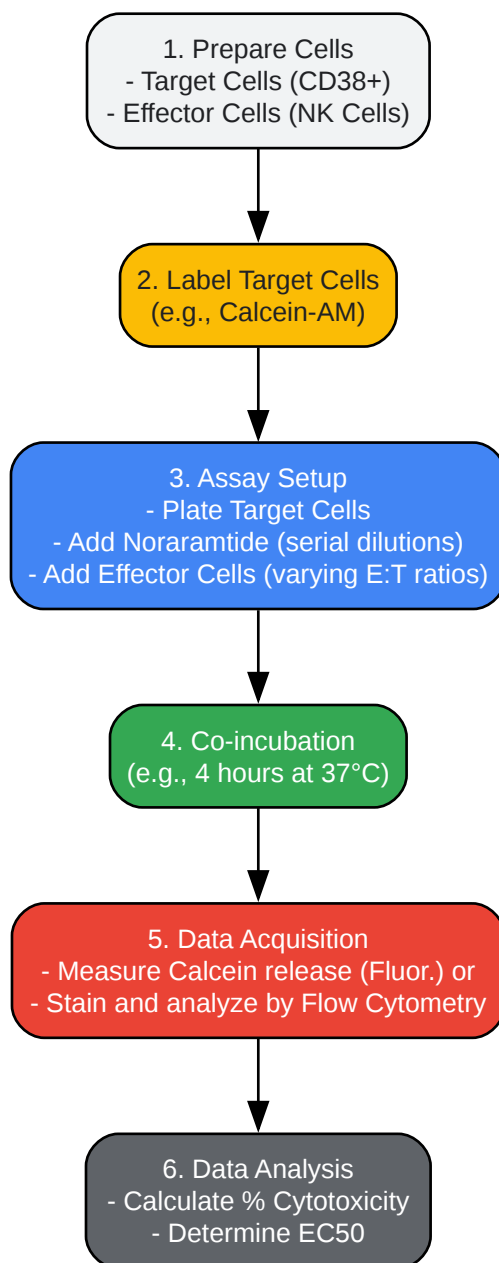 1. Prepare Cells
- Target Cells (CD38+)
- Effector Cells (NK Cells)
2. Label Target Cells
(e.g., Calcein-AM)
3. Assay Setup
- Plate Target Cells
- Add Noraramtide (serial dilutions)
- Add Effector Cells (varying E:T ratios)
4. Co-incubation
(e.g., 4 hours at 37°C)
5. Data Acquisition
- Measure Calcein release (Fluor.) or
- Stain and analyze by Flow Cytometry
6. Data Analysis
- Calculate % Cytotoxicity
- Determine EC50